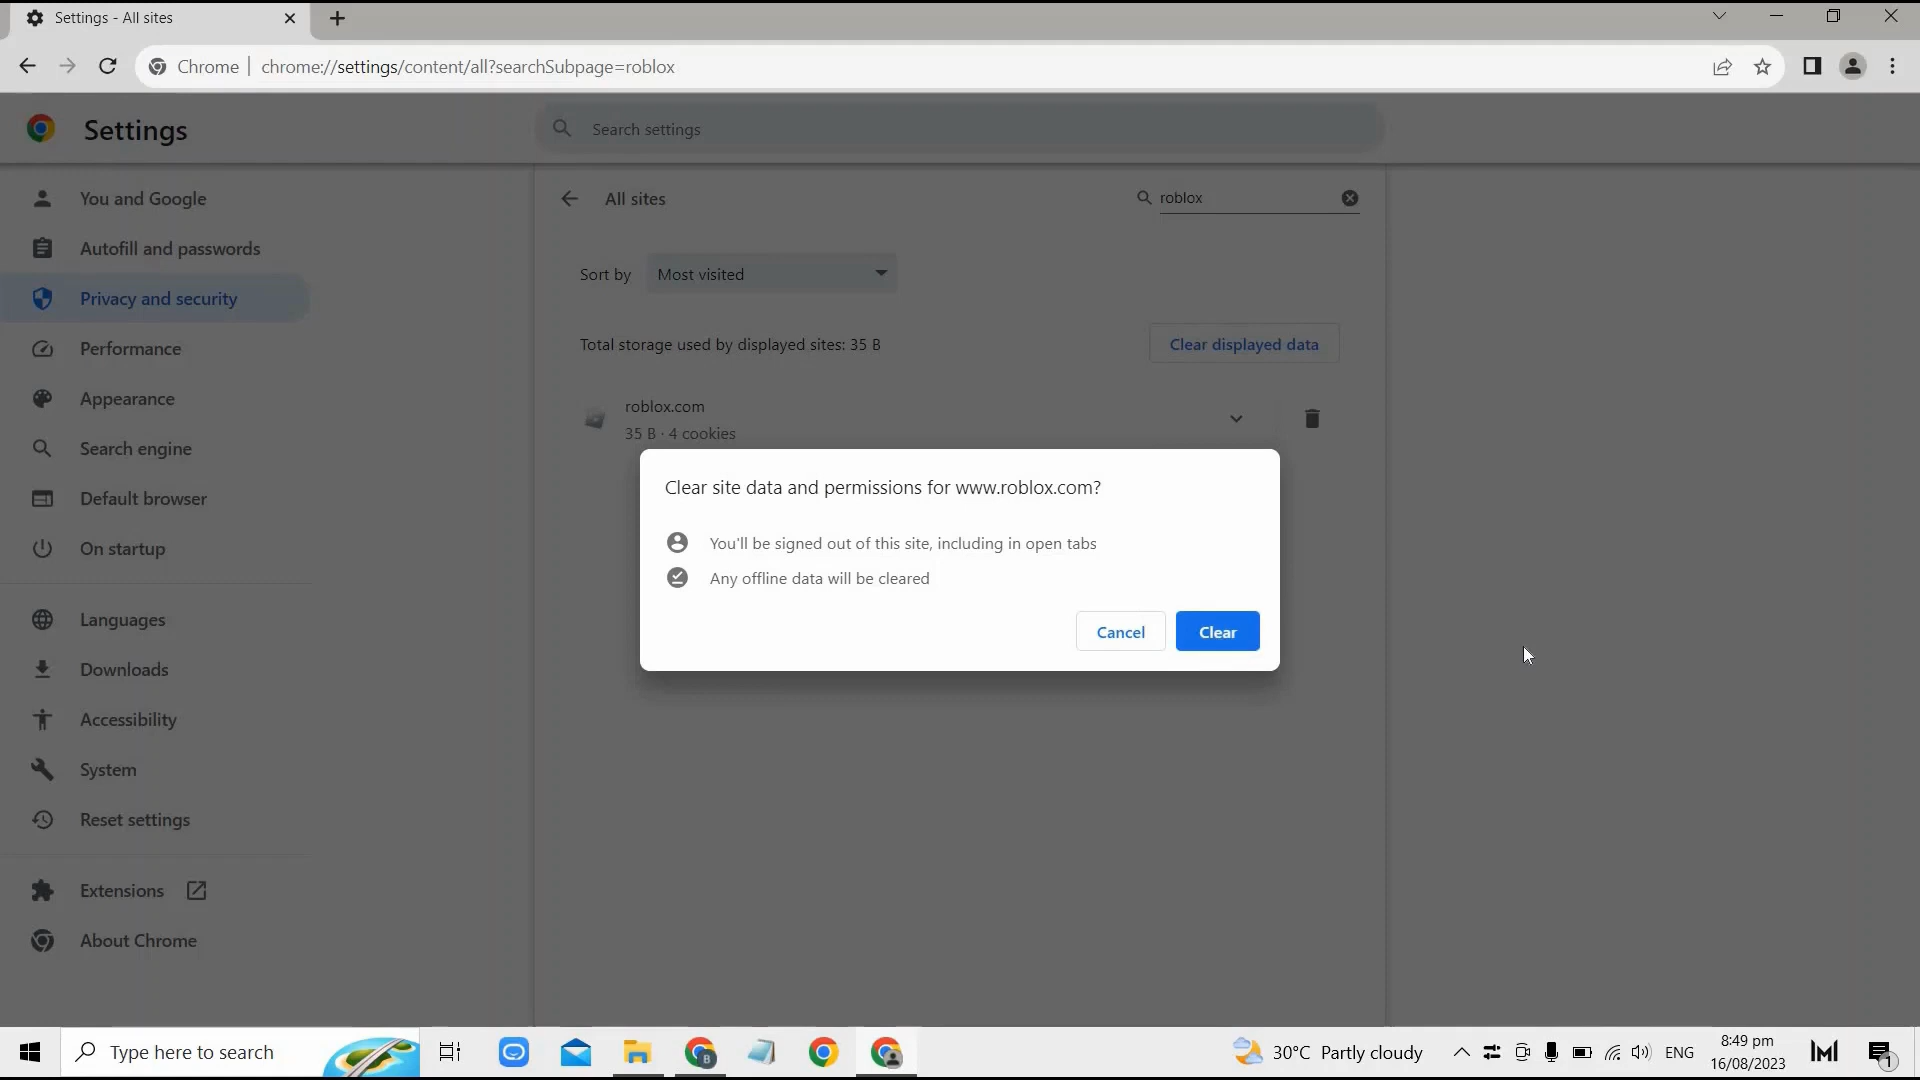 Settings - All sites
Chrome
chrome://settings/content/all?searchSubpage=roblox
Settings
Search settings
You and Google
Autofill and passwords
Privacy and security
Performance
Appearance
Search engine
Default browser
On startup
Languages
Downloads
Accessibility
System
Reset settings
Extensions
About Chrome
All sites
roblox
Sort by
Most visited
Total storage used by displayed sites: 35 B
Clear displayed data
roblox.com
35 B · 4 cookies
Clear site data and permissions for www.roblox.com?
You'll be signed out of this site, including in open tabs
Any offline data will be cleared
Cancel
Clear
Type here to search
B
30°C Partly cloudy
ENG
8:49 pm
16/08/2023
1